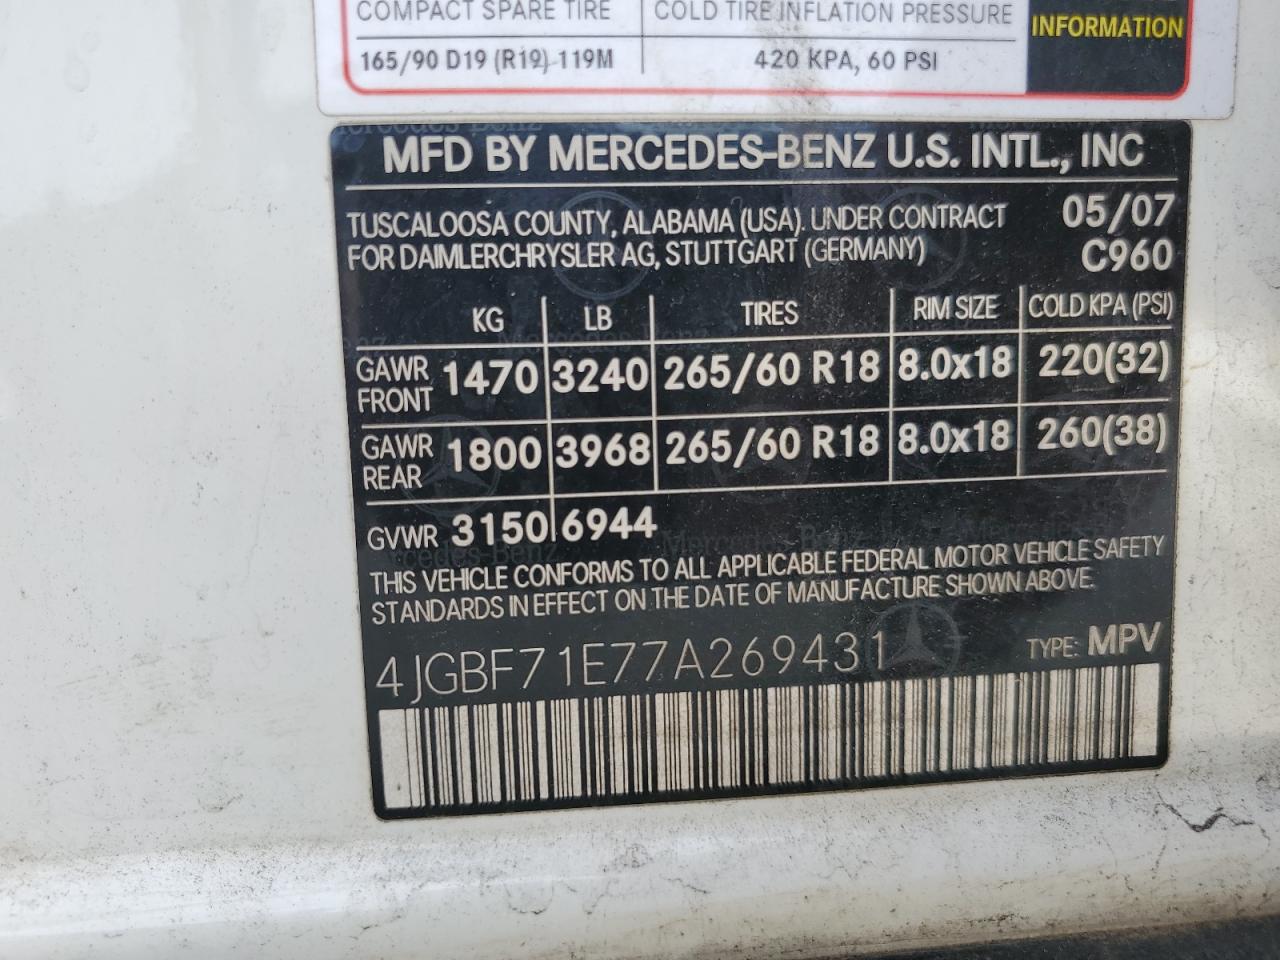 COMPACT SPARE TIRE COLD TIRE INFLATION PRESSURE
INFORMATION
165/90 D19 (R19)-119M 420 KPA, 60 PSI
MFD BY MERCEDES-BENZ U.S. INTL., INC
TUSCALOOSA COUNTY, ALABAMA (USA). UNDER CONTRACT 05/07
FOR DAIMLERCHRYSLER AG, STUTTGART (GERMANY) C960
KG LB TIRES RIM SIZE COLD KPA (PSI)
GAWR FRONT 1470 3240 265/60 R18 8.0x18 220(32)
GAWR REAR 1800 3968 265/60 R18 8.0x18 260(38)
GVWR 3150 6944
THIS VEHICLE CONFORMS TO ALL APPLICABLE FEDERAL MOTOR VEHICLE SAFETY
STANDARDS IN EFFECT ON THE DATE OF MANUFACTURE SHOWN ABOVE.
4JGBF71E77A269431 TYPE: MPV